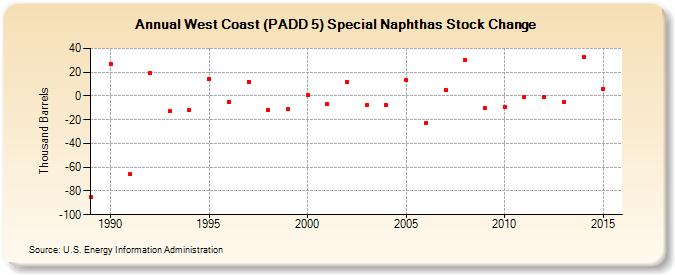 Annual West Coast (PADD 5) Special Naphthas Stock Change
Thousand Barrels
40
20
0
-20
-40
-60
-80
-100
1990 1995 2000 2005 2010 2015
Source: U.S. Energy Information Administration